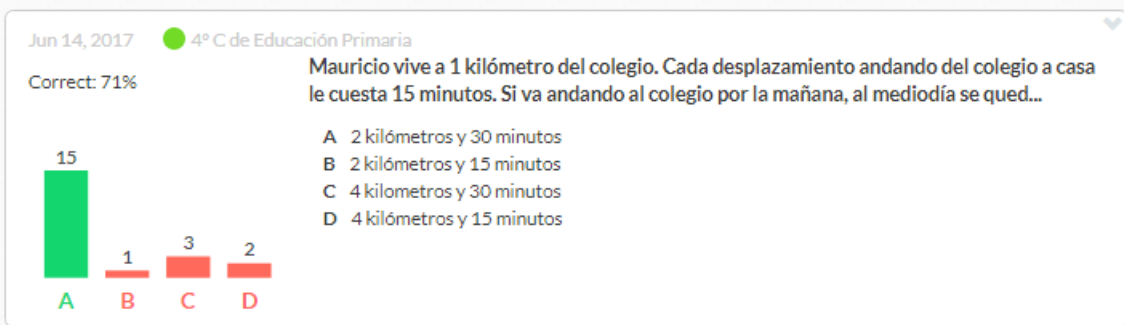 Jun 14, 2017 4º C de Educación Primaria
Correct: 71%
Mauricio vive a 1 kilómetro del colegio. Cada desplazamiento andando del colegio a casa
le cuesta 15 minutos. Si va andando al colegio por la mañana, al mediodía se qued...
A 2 kilómetros y 30 minutos
B 2 kilómetros y 15 minutos
C 4 kilometros y 30 minutos
D 4 kilómetros y 15 minutos
15
1
3
2
A B C D